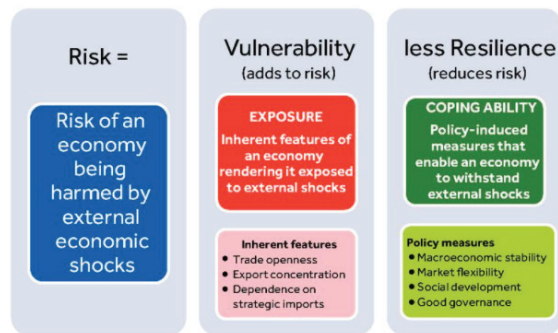 Risk =
Risk of an
economy
being
harmed by
external
economic
shocks
Vulnerability
(adds to risk)
EXPOSURE
Inherent features of
an economy
rendering it exposed
to external shocks
Inherent features
• Trade openness
• Export concentration
• Dependence on
strategic imports
less Resilience
(reduces risk)
COPING ABILITY
Policy-induced
measures that
enable an economy
to withstand
external shocks
Policy measures
• Macroeconomic stability
• Market flexibility
• Social development
• Good governance